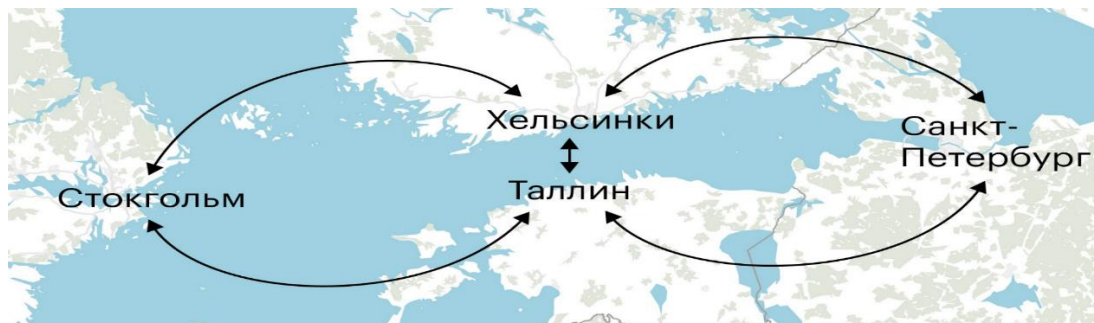 Хельсинки
Санкт-
Петербург
Стокгольм
Таллин